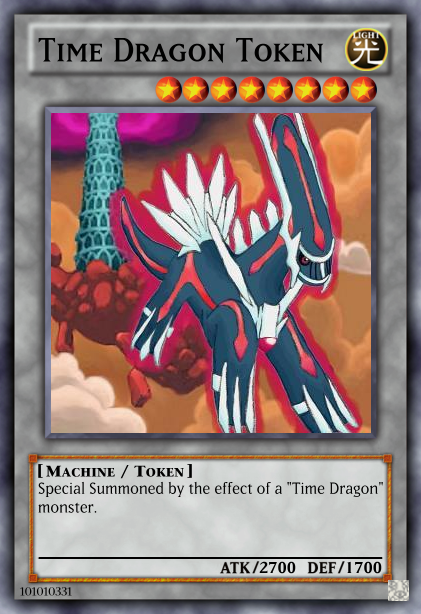 TIME DRAGON TOKEN
LIGHT
光
[MACHINE / TOKEN]
Special Summoned by the effect of a "Time Dragon"
monster.
ATK/2700 DEF/1700
101010331